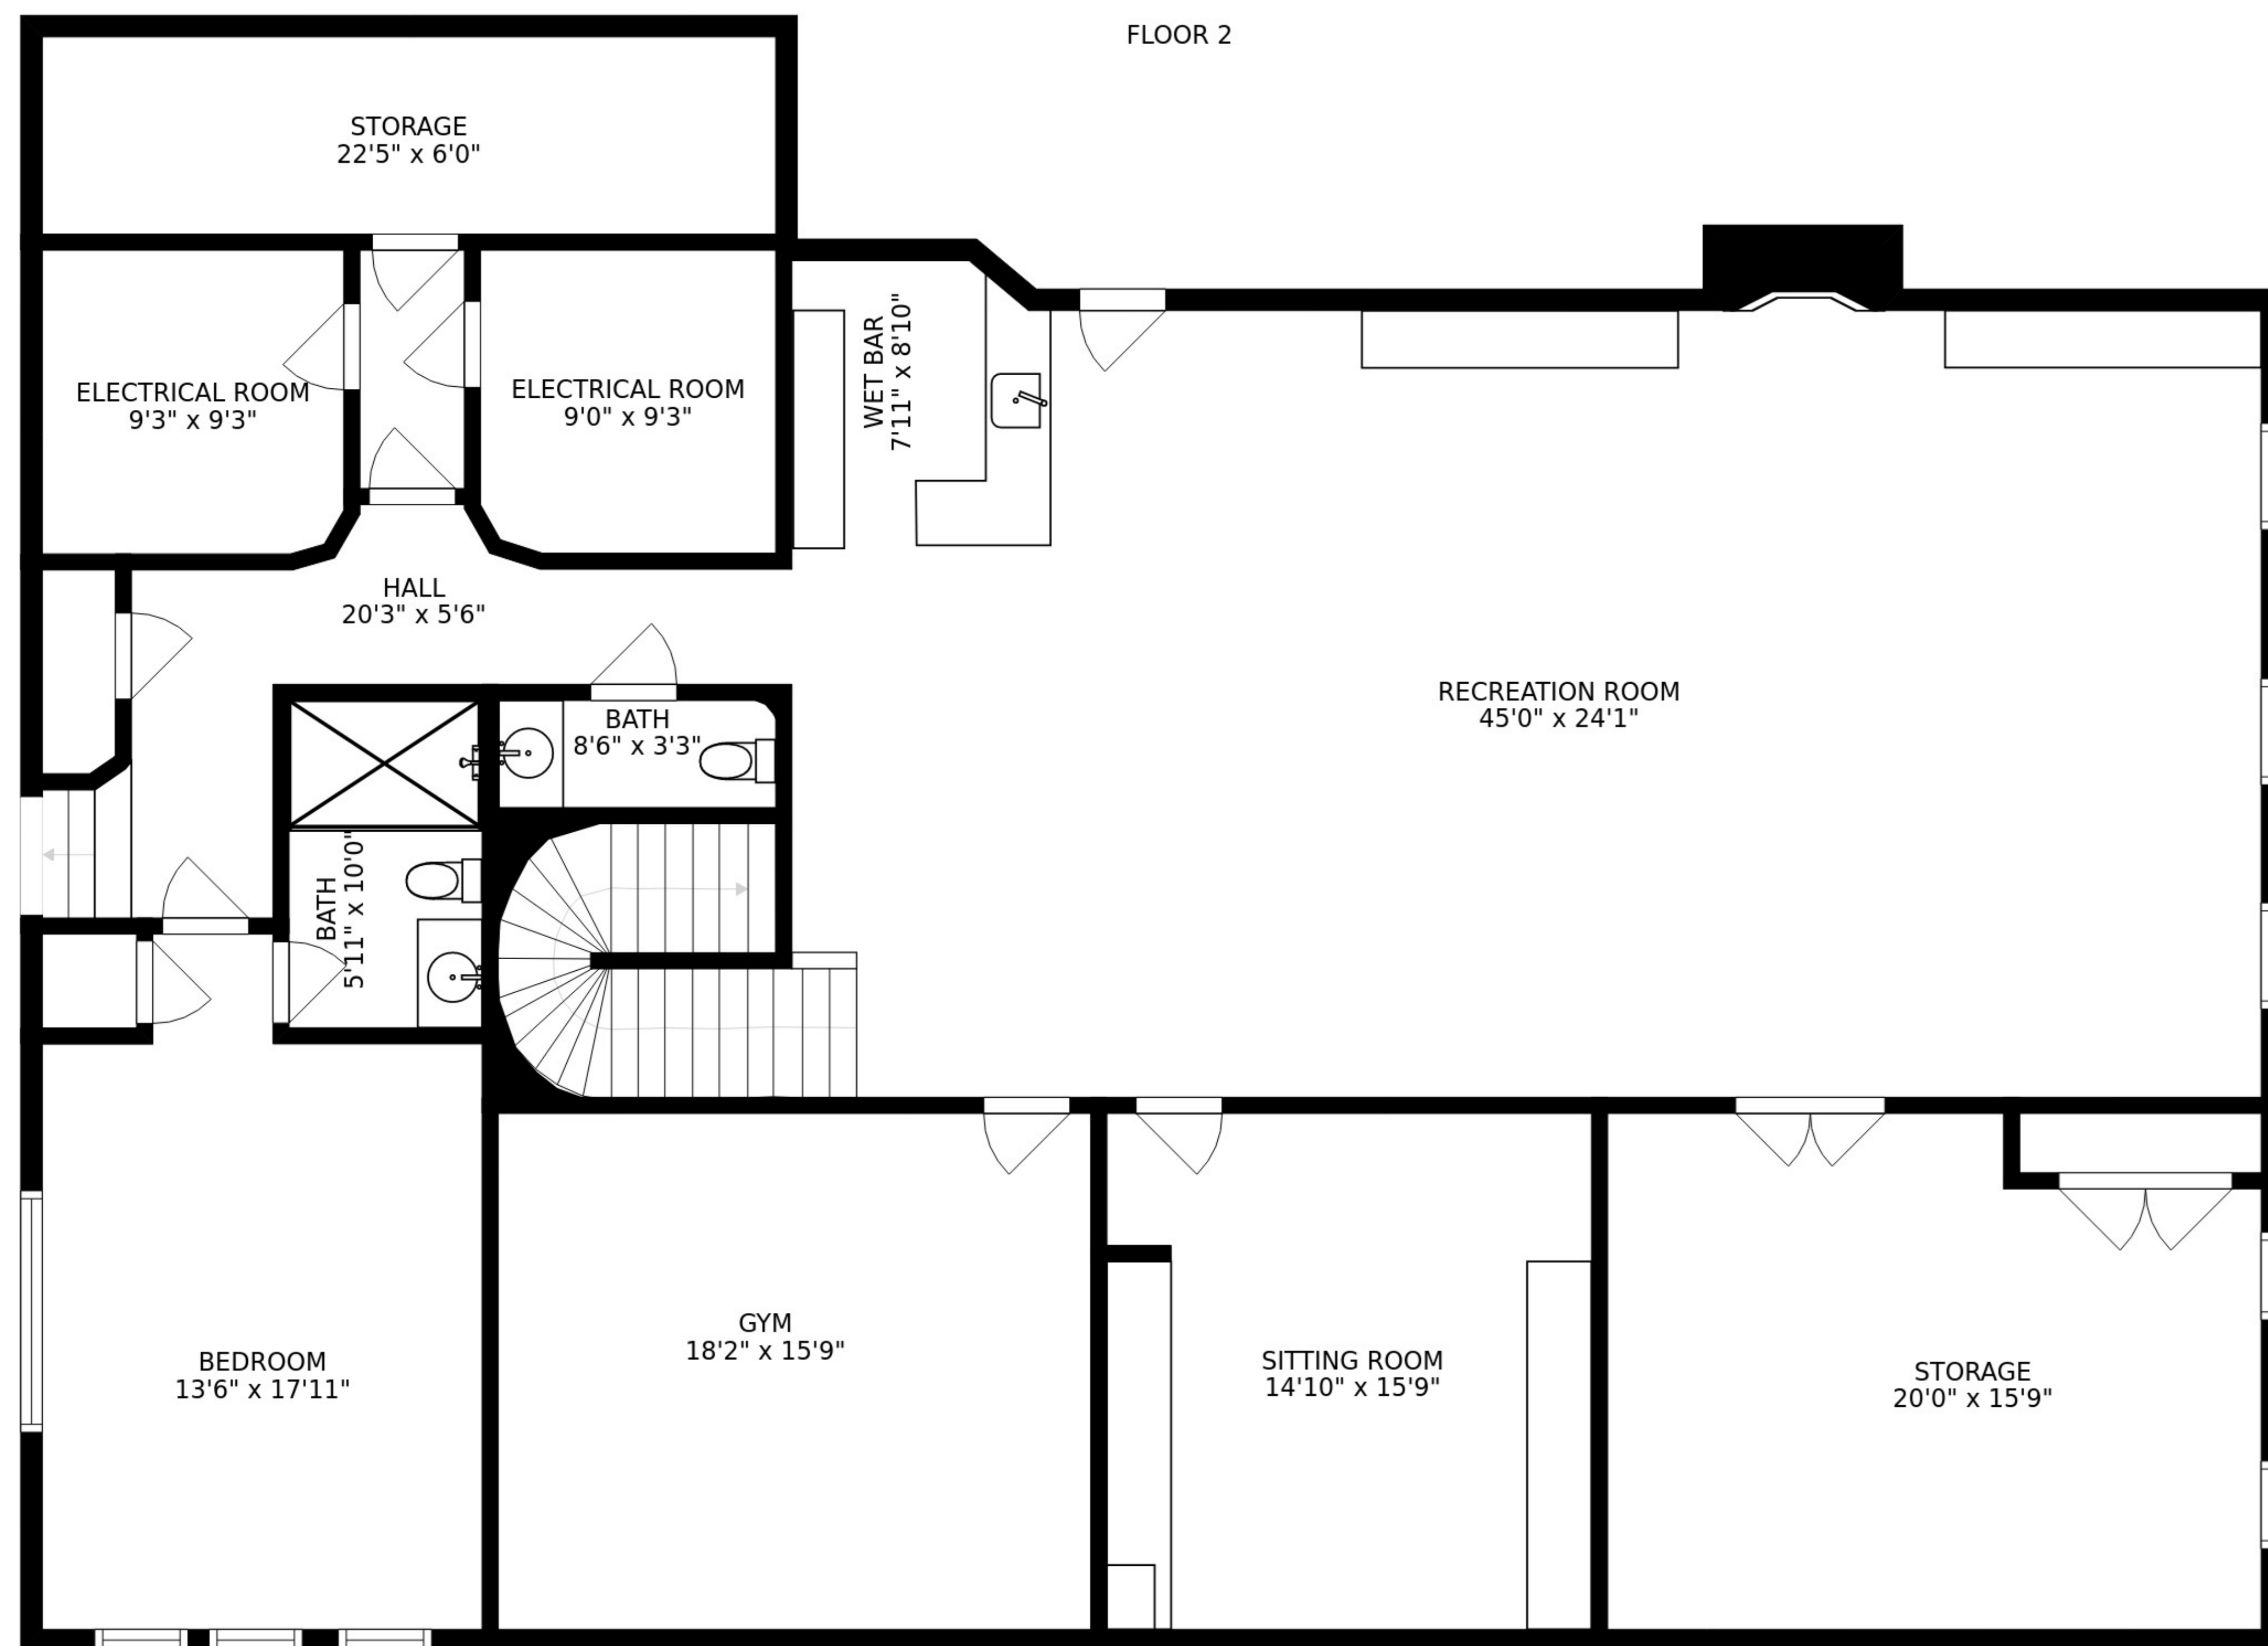 FLOOR 2
STORAGE
22'5" x 6'0"
ELECTRICAL ROOM
9'3" x 9'3"
ELECTRICAL ROOM
9'0" x 9'3"
WET BAR
7'11" x 8'10"
HALL
20'3" x 5'6"
RECREATION ROOM
45'0" x 24'1"
BATH
8'6" x 3'3"
BATH
5'11" x 10'0"
BEDROOM
13'6" x 17'11"
GYM
18'2" x 15'9"
SITTING ROOM
14'10" x 15'9"
STORAGE
20'0" x 15'9"